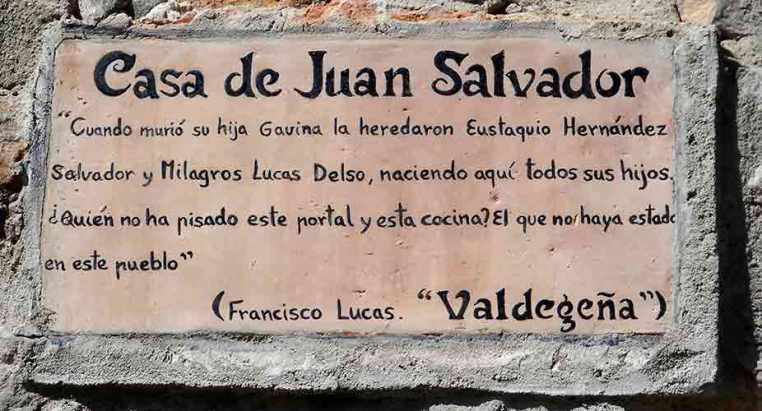 Casa de Juan Salvador
"Cuando murió su hija Gavina la heredaron Eustaquio Hernández
Salvador y Milagros Lucas Delso, naciendo aquí todos sus hijos.
¿Quién no ha pisado este portal y esta cocina? El que no haya estado
en este pueblo"
(Francisco Lucas. "Valdegeña")